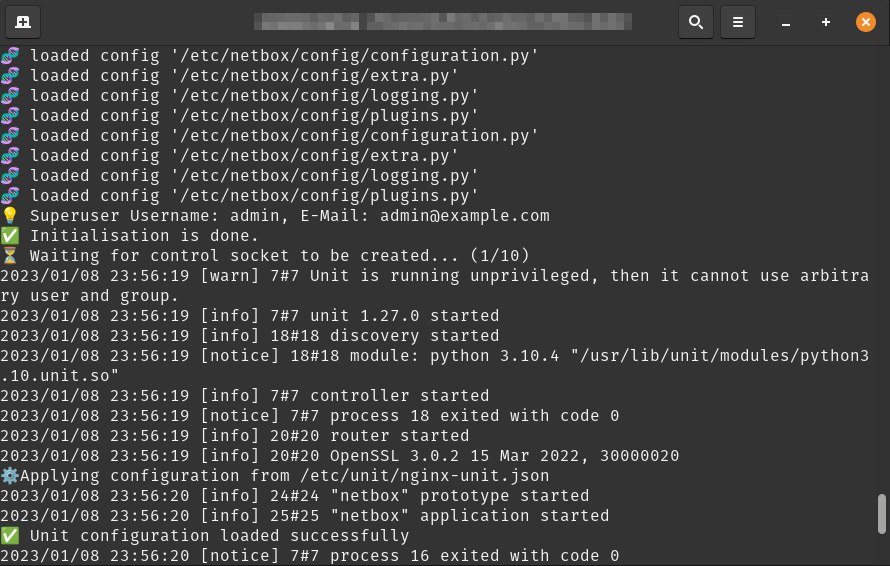 🧬 loaded config '/etc/netbox/config/configuration.py'
🧬 loaded config '/etc/netbox/config/extra.py'
🧬 loaded config '/etc/netbox/config/logging.py'
🧬 loaded config '/etc/netbox/config/plugins.py'
🧬 loaded config '/etc/netbox/config/configuration.py'
🧬 loaded config '/etc/netbox/config/extra.py'
🧬 loaded config '/etc/netbox/config/logging.py'
🧬 loaded config '/etc/netbox/config/plugins.py'
💡 Superuser Username: admin, E-Mail: admin@example.com
✅ Initialisation is done.
⏳ Waiting for control socket to be created... (1/10)
2023/01/08 23:56:19 [warn] 7#7 Unit is running unprivileged, then it cannot use arbitra
ry user and group.
2023/01/08 23:56:19 [info] 7#7 unit 1.27.0 started
2023/01/08 23:56:19 [info] 18#18 discovery started
2023/01/08 23:56:19 [notice] 18#18 module: python 3.10.4 "/usr/lib/unit/modules/python3
.10.unit.so"
2023/01/08 23:56:19 [info] 7#7 controller started
2023/01/08 23:56:19 [notice] 7#7 process 18 exited with code 0
2023/01/08 23:56:19 [info] 20#20 router started
2023/01/08 23:56:19 [info] 20#20 OpenSSL 3.0.2 15 Mar 2022, 30000020
⚙️Applying configuration from /etc/unit/nginx-unit.json
2023/01/08 23:56:20 [info] 24#24 "netbox" prototype started
2023/01/08 23:56:20 [info] 25#25 "netbox" application started
✅ Unit configuration loaded successfully
2023/01/08 23:56:20 [notice] 7#7 process 16 exited with code 0